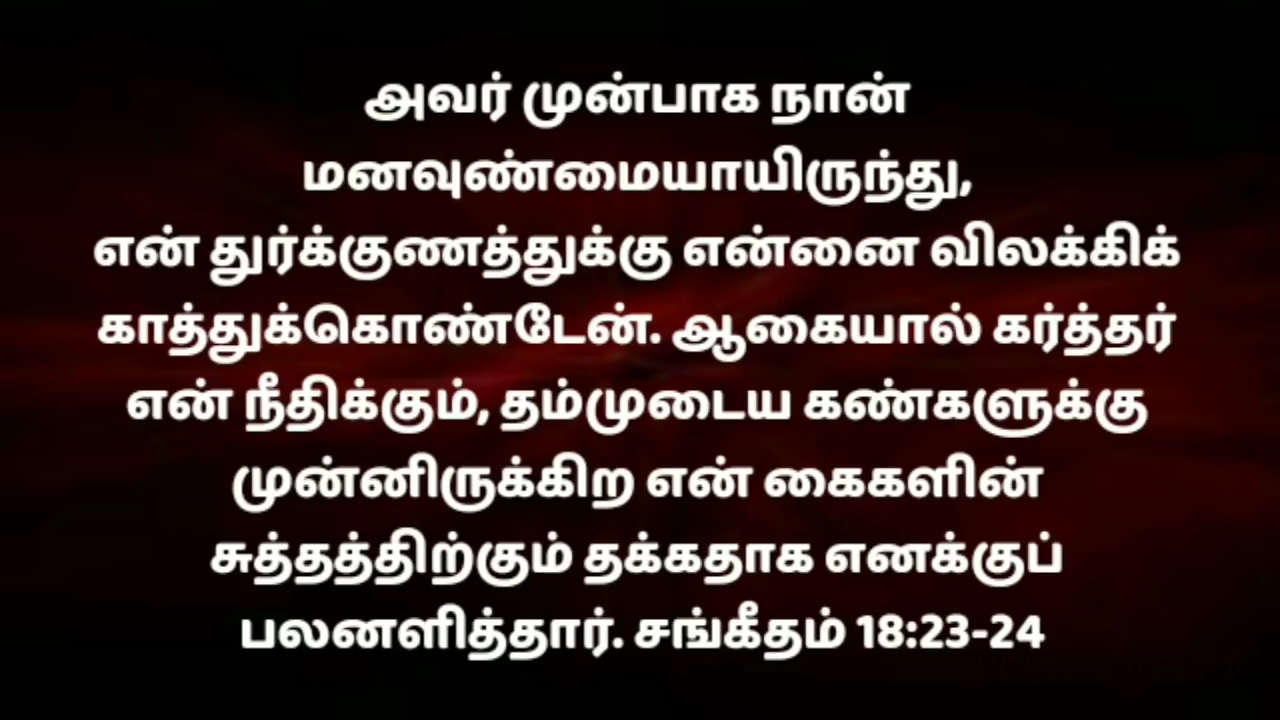 அவர் முன்பாக நான்
மனவுண்மையாயிருந்து,
என் துர்க்குணத்துக்கு என்னை விலக்கிக்
காத்துக்கொண்டேன். ஆகையால் கர்த்தர்
என் நீதிக்கும், தம்முடைய கண்களுக்கு
முன்னிருக்கிற என் கைகளின்
சுத்தத்திற்கும் தக்கதாக எனக்குப்
பலனளித்தார். சங்கீதம் 18:23-24